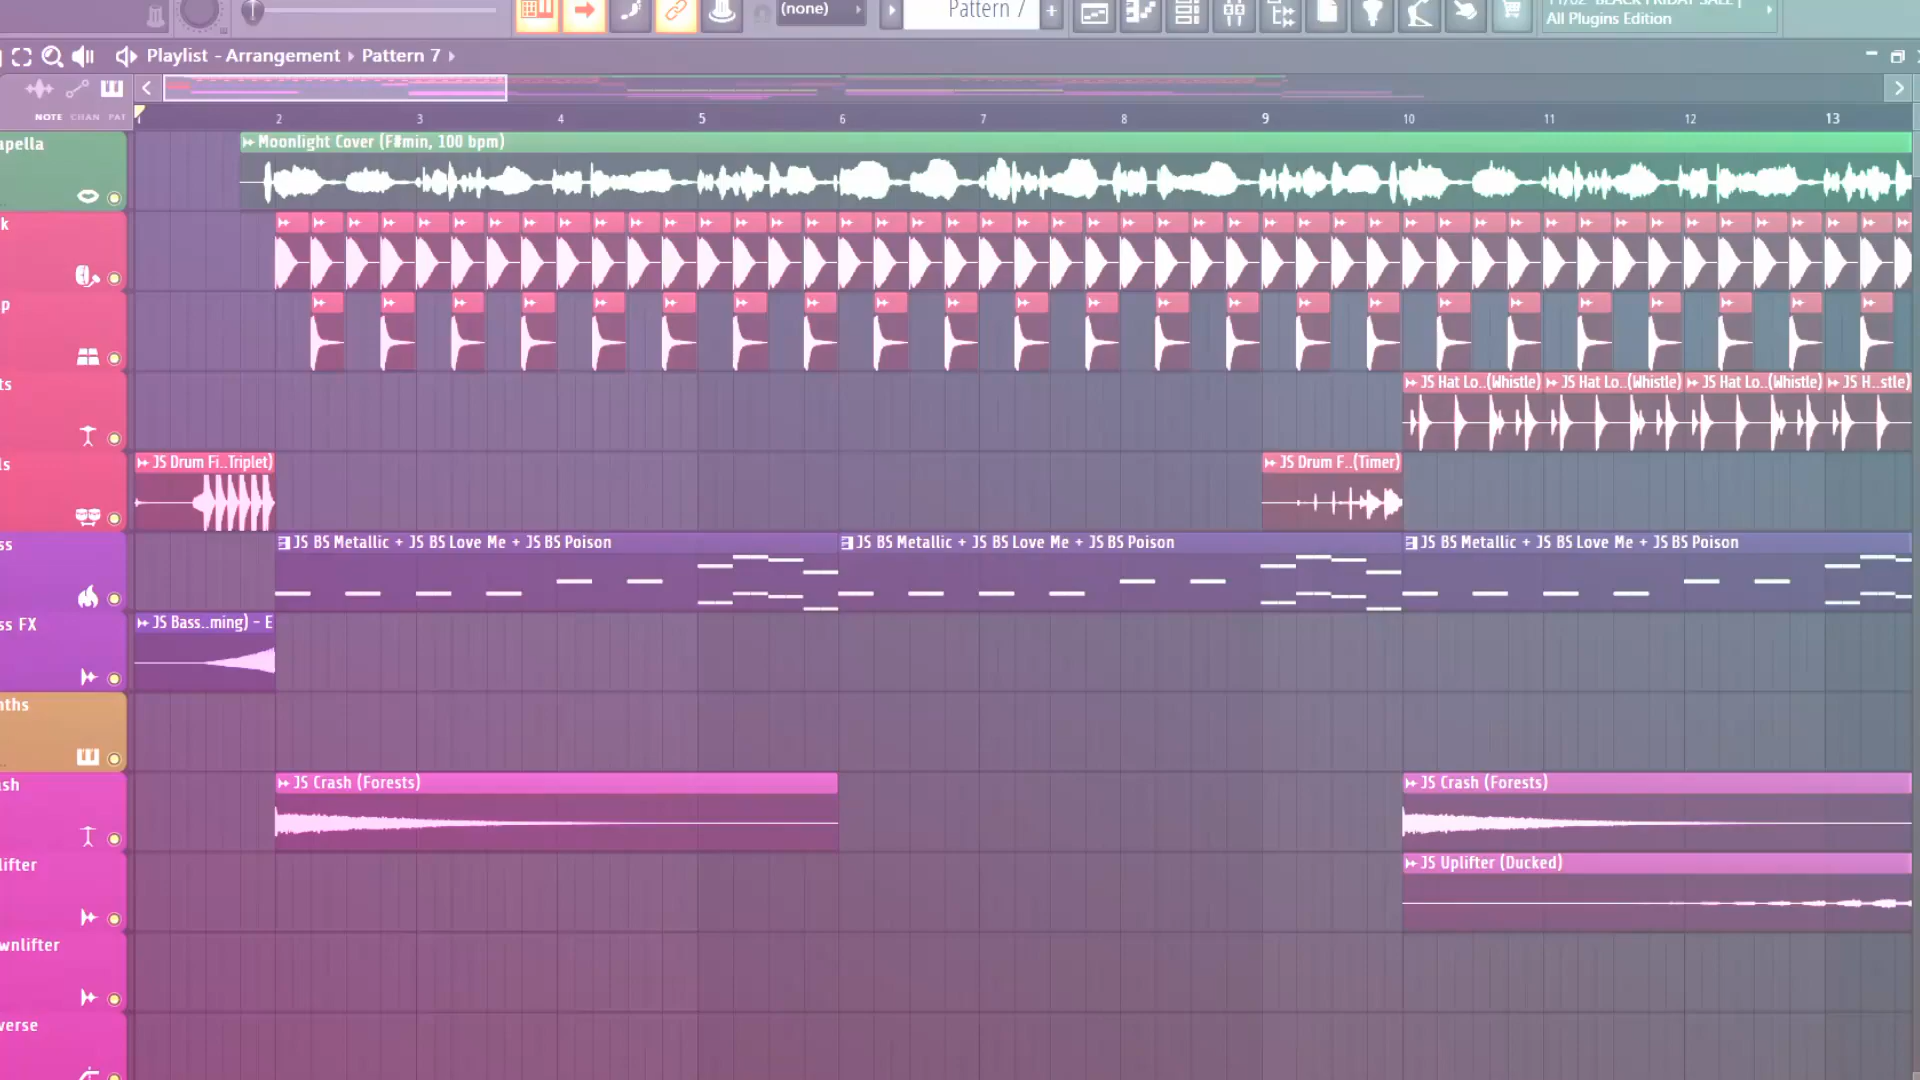 (none)
Pattern 7
All Plugins Edition
Playlist - Arrangement › Pattern 7 ›
NOTE CHAN PAT
1 2 3 4 5 6 7 8 9 10 11 12 13
apella
Moonlight Cover (F#min, 100 bpm)
k
p
ts
JS Hat Lo..(Whistle) JS Hat Lo..(Whistle) JS Hat Lo..(Whistle) JS H..stle)
ls
JS Drum Fi..Triplet) JS Drum F..(Timer)
ss
JS BS Metallic + JS BS Love Me + JS BS Poison JS BS Metallic + JS BS Love Me + JS BS Poison JS BS Metallic + JS BS Love Me + JS BS Poison
ss FX
JS Bass..ming) - E
nths
sh
JS Crash (Forests) JS Crash (Forests)
lifter
JS Uplifter (Ducked)
wnlifter
verse